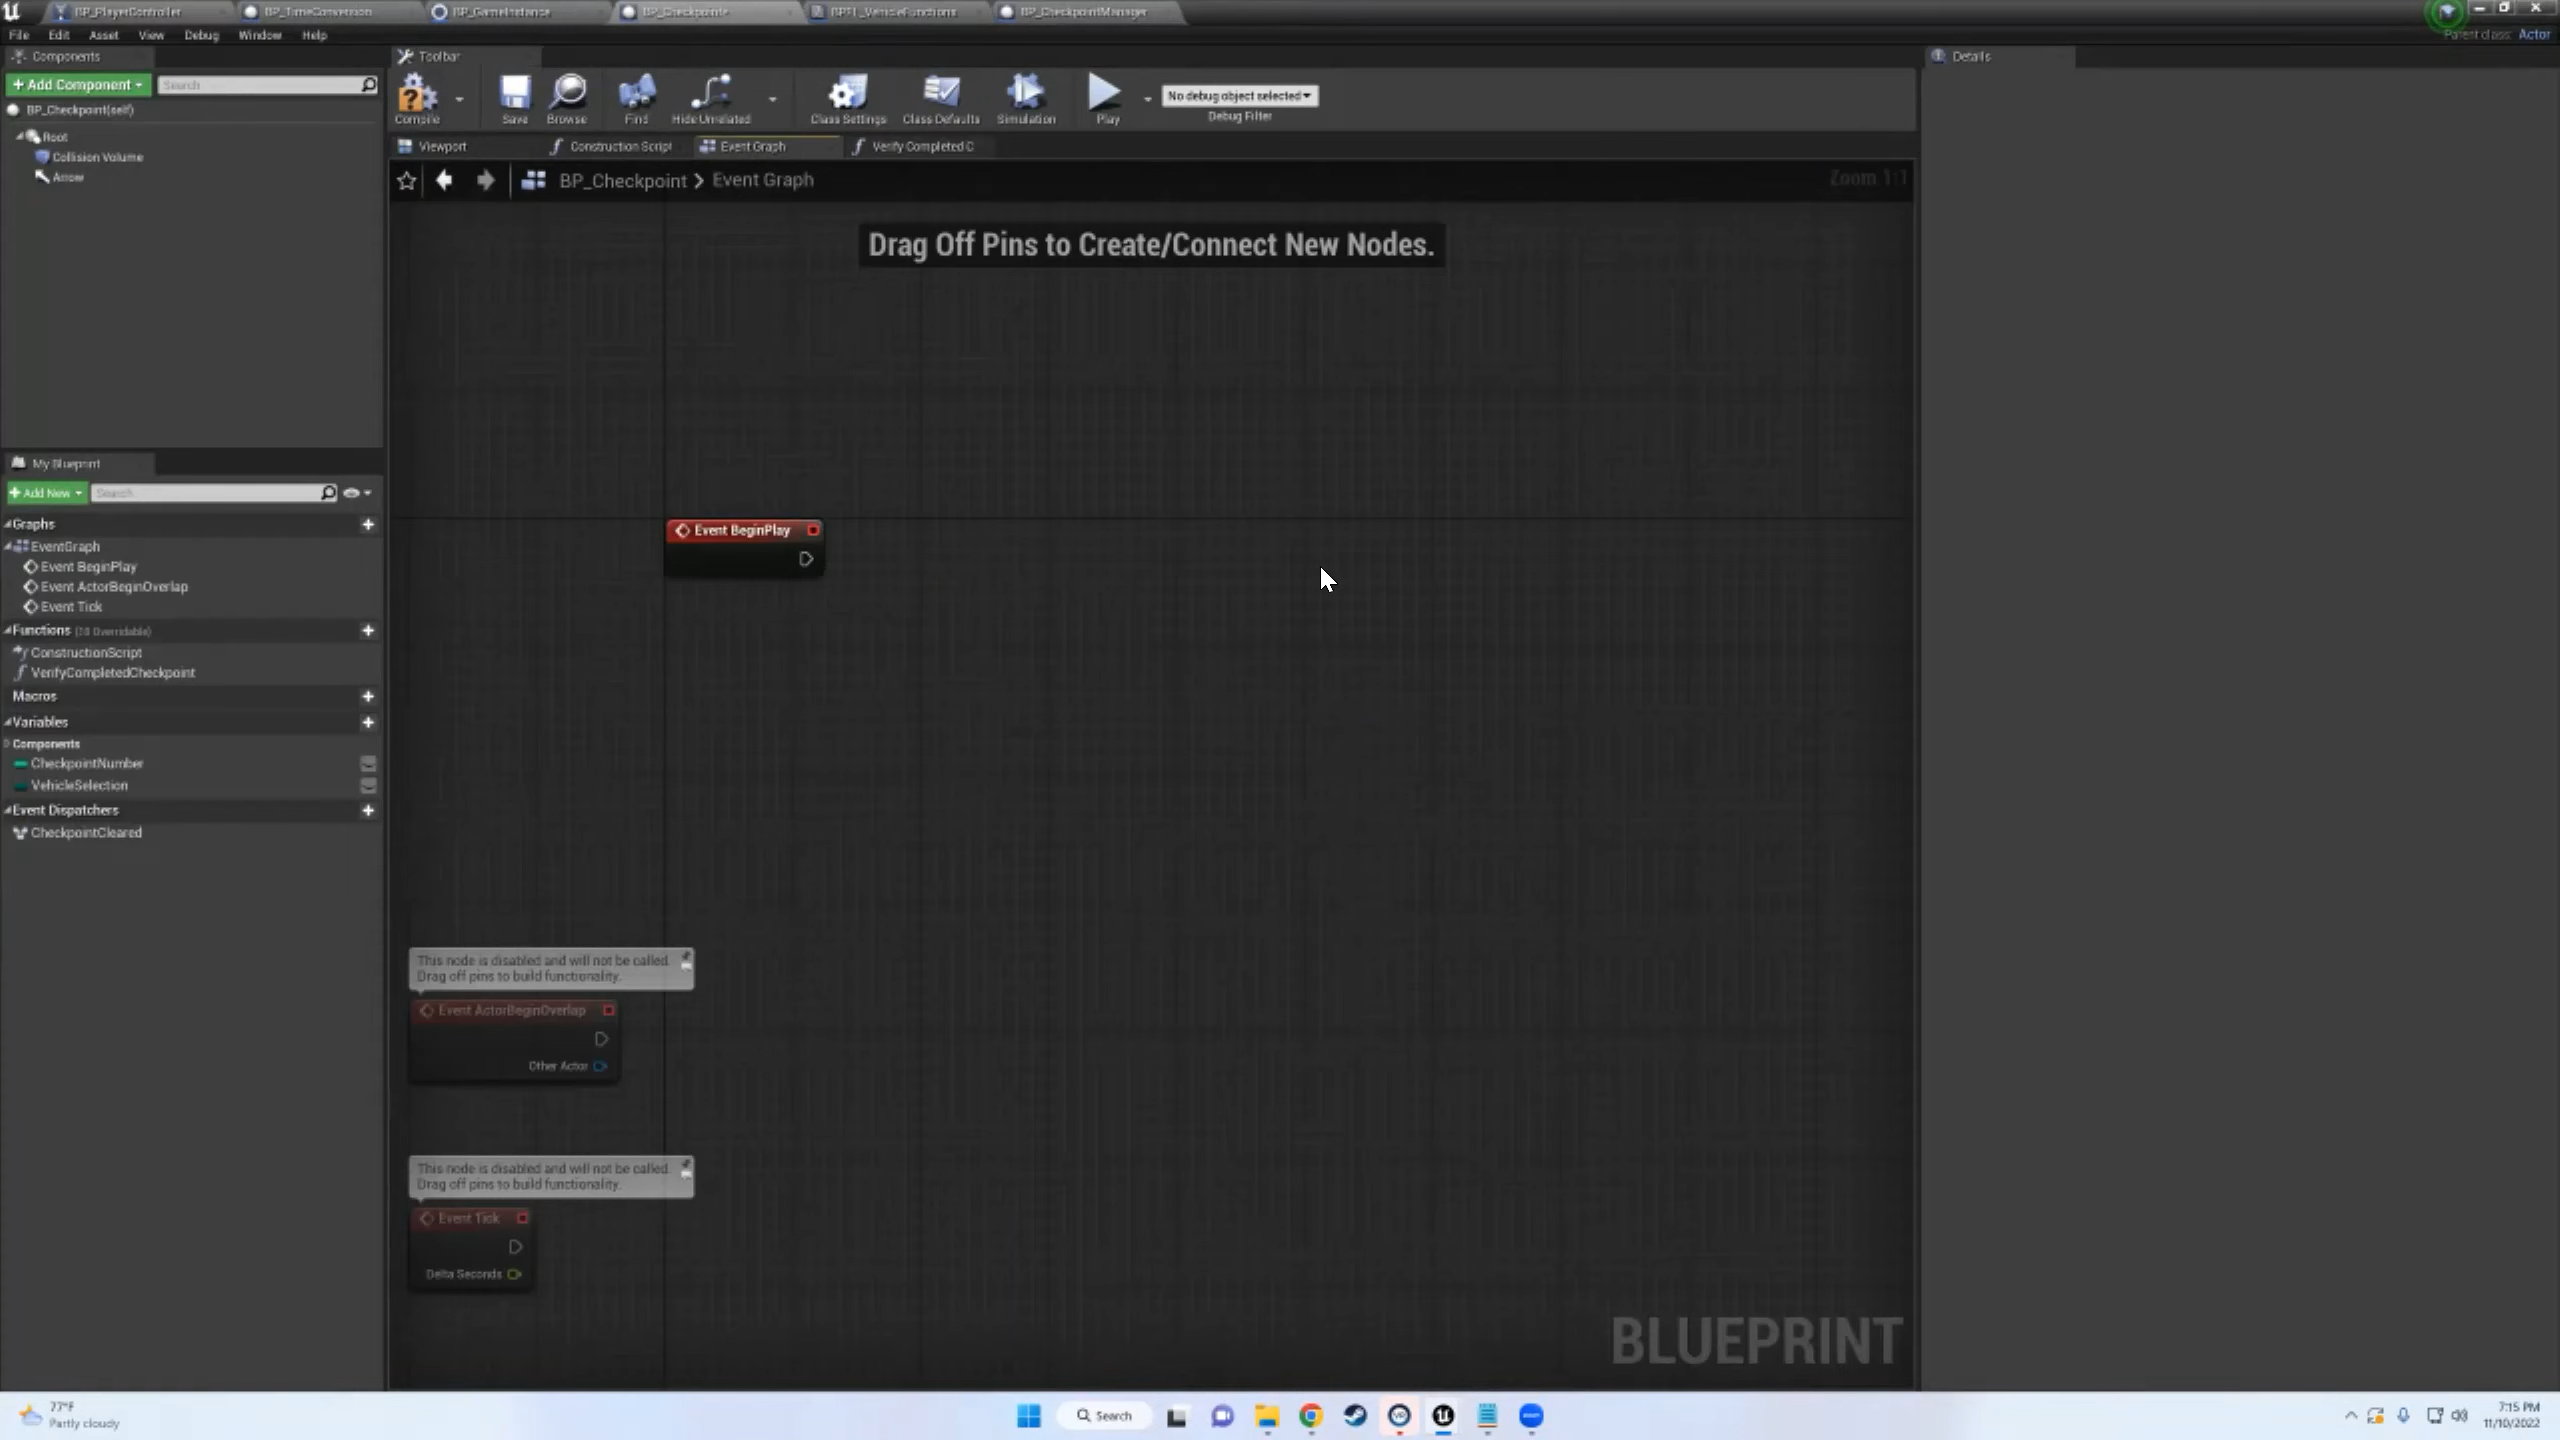 BP_PlayerController
BP_TimeConversion
BP_GameInstance
BP_Checkpoint
BPFL_VehicleFunctions
BP_CheckpointManager
File Edit Asset View Debug Window Help
Parent class: Actor
Components
Toolbar
Details
+ Add Component
Search
BP_Checkpoint(self)
Root
Collision Volume
Arrow
Compile
Save
Browse
Find
Hide Unrelated
Class Settings
Class Defaults
Simulation
Play
No debug object selected
Debug Filter
Viewport
Construction Script
Event Graph
Verify Completed C
BP_Checkpoint > Event Graph
Zoom 1:1
Drag Off Pins to Create/Connect New Nodes.
My Blueprint
+ Add New
Search
Graphs
EventGraph
Event BeginPlay
Event ActorBeginOverlap
Event Tick
Functions (18 Overridable)
ConstructionScript
VerifyCompletedCheckpoint
Macros
Variables
Components
CheckpointNumber
VehicleSelection
Event Dispatchers
CheckpointCleared
Event BeginPlay
This node is disabled and will not be called.
Drag off pins to build functionality.
Event ActorBeginOverlap
Other Actor
This node is disabled and will not be called.
Drag off pins to build functionality.
Event Tick
Delta Seconds
BLUEPRINT
77°F
Partly cloudy
Search
7:15 PM
11/10/2022